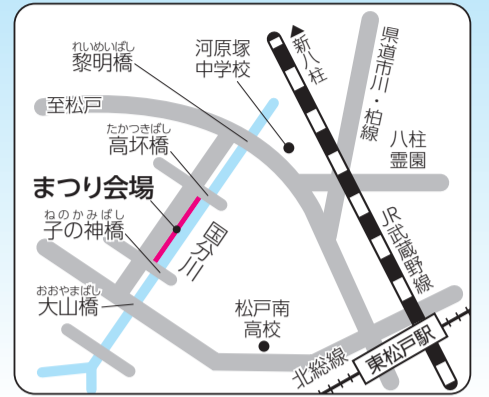 れいめいばし
黎明橋
河原塚
中学校
▲新八柱
県道市川・柏線
至松戸
たかつきばし
高坏橋
八柱
霊園
まつり会場
ねのかみばし
子の神橋
国分川
JR武蔵野線
おおやまばし
大山橋
松戸南
高校
北総線
東松戸駅